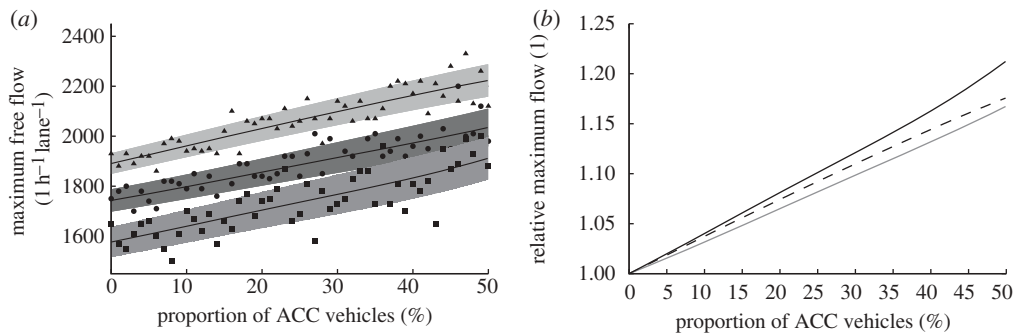 (a)
2400
2200
2000
1800
1600
maximum free flow
(1 h⁻¹ lane⁻¹)
0 10 20 30 40 50
proportion of ACC vehicles (%)
(b)
1.25
1.20
1.15
1.10
1.05
1.00
relative maximum flow (1)
0 5 10 15 20 25 30 35 40 45 50
proportion of ACC vehicles (%)